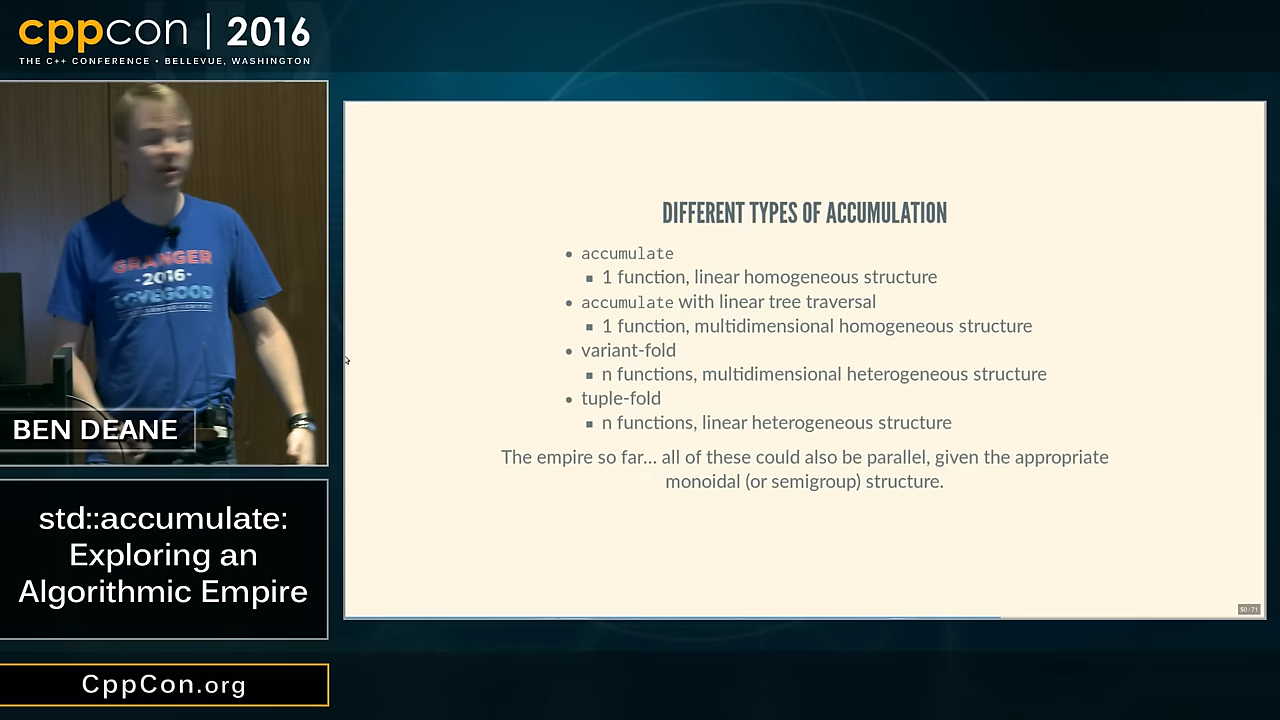 cppcon | 2016
THE C++ CONFERENCE • BELLEVUE, WASHINGTON
GRANGER
·2016·
LOVEGOOD
BEN DEANE
std::accumulate:
Exploring an
Algorithmic Empire
CppCon.org
DIFFERENT TYPES OF ACCUMULATION
• accumulate
▪ 1 function, linear homogeneous structure
• accumulate with linear tree traversal
▪ 1 function, multidimensional homogeneous structure
• variant-fold
▪ n functions, multidimensional heterogeneous structure
• tuple-fold
▪ n functions, linear heterogeneous structure
The empire so far... all of these could also be parallel, given the appropriate
monoidal (or semigroup) structure.
50 / 71